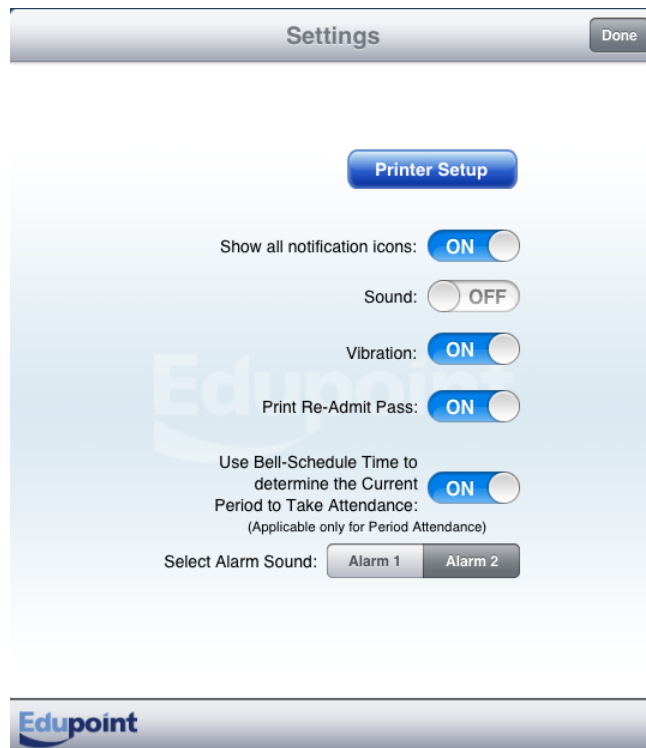 Settings
Done
Printer Setup
Show all notification icons: ON
Sound: OFF
Vibration: ON
Edupoint
Print Re-Admit Pass: ON
Use Bell-Schedule Time to
determine the Current ON
Period to Take Attendance:
(Applicable only for Period Attendance)
Select Alarm Sound: Alarm 1 Alarm 2
Edupoint